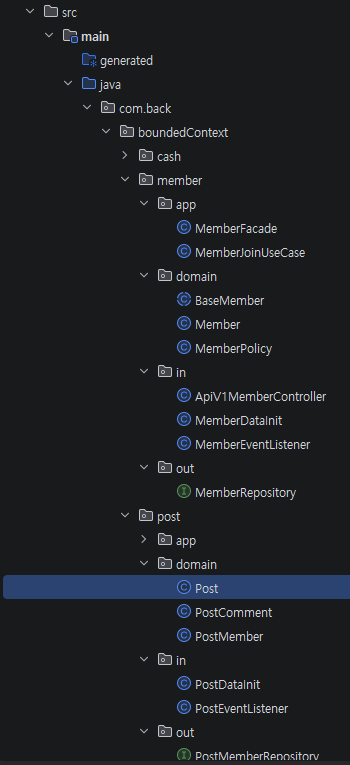 src
main
generated
java
com.back
boundedContext
cash
member
app
MemberFacade
MemberJoinUseCase
domain
BaseMember
Member
MemberPolicy
in
ApiV1MemberController
MemberDataInit
MemberEventListener
out
MemberRepository
post
app
domain
Post
PostComment
PostMember
in
PostDataInit
PostEventListener
out
PostMemberRepository